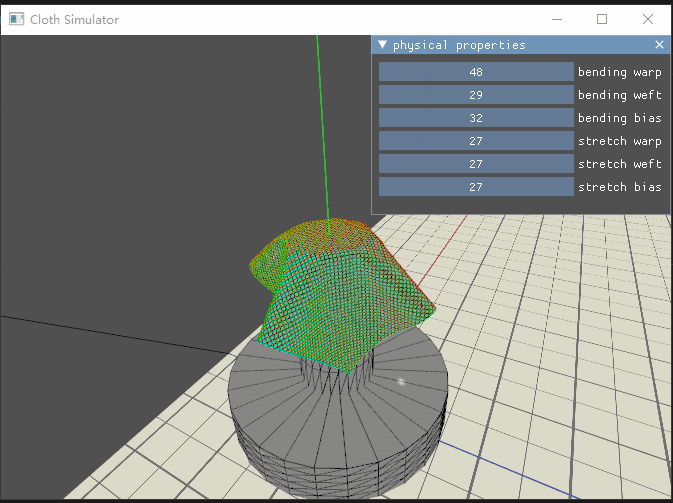 Cloth Simulator
physical properties
48 bending warp
29 bending weft
32 bending bias
27 stretch warp
27 stretch weft
27 stretch bias